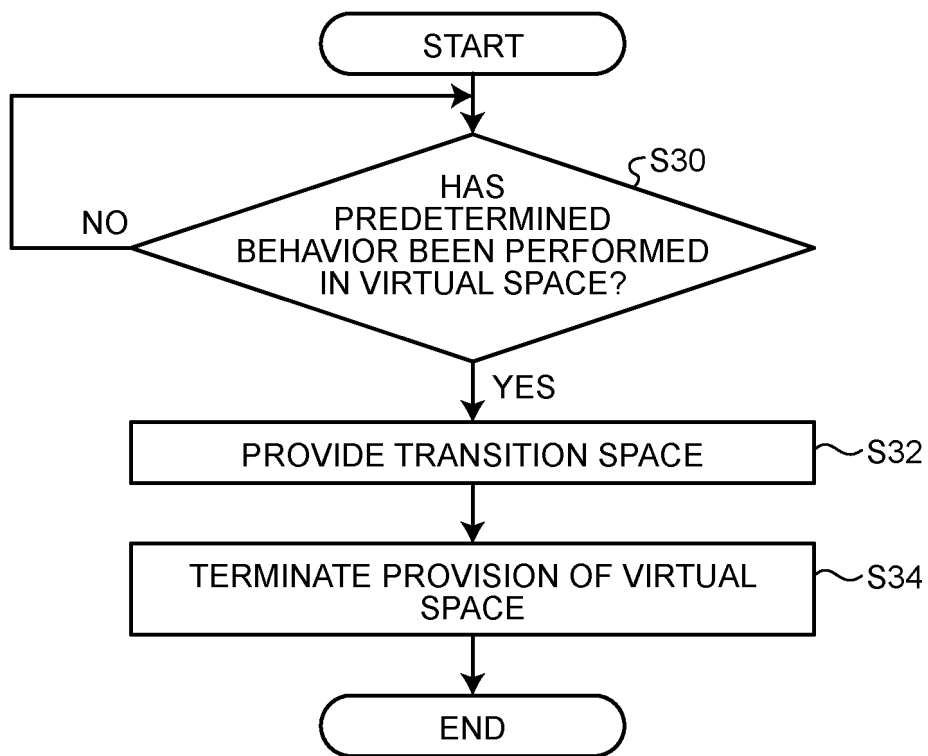 START
S30
HAS
PREDETERMINED
BEHAVIOR BEEN PERFORMED
IN VIRTUAL SPACE?
NO
YES
PROVIDE TRANSITION SPACE
S32
TERMINATE PROVISION OF VIRTUAL
SPACE
S34
END